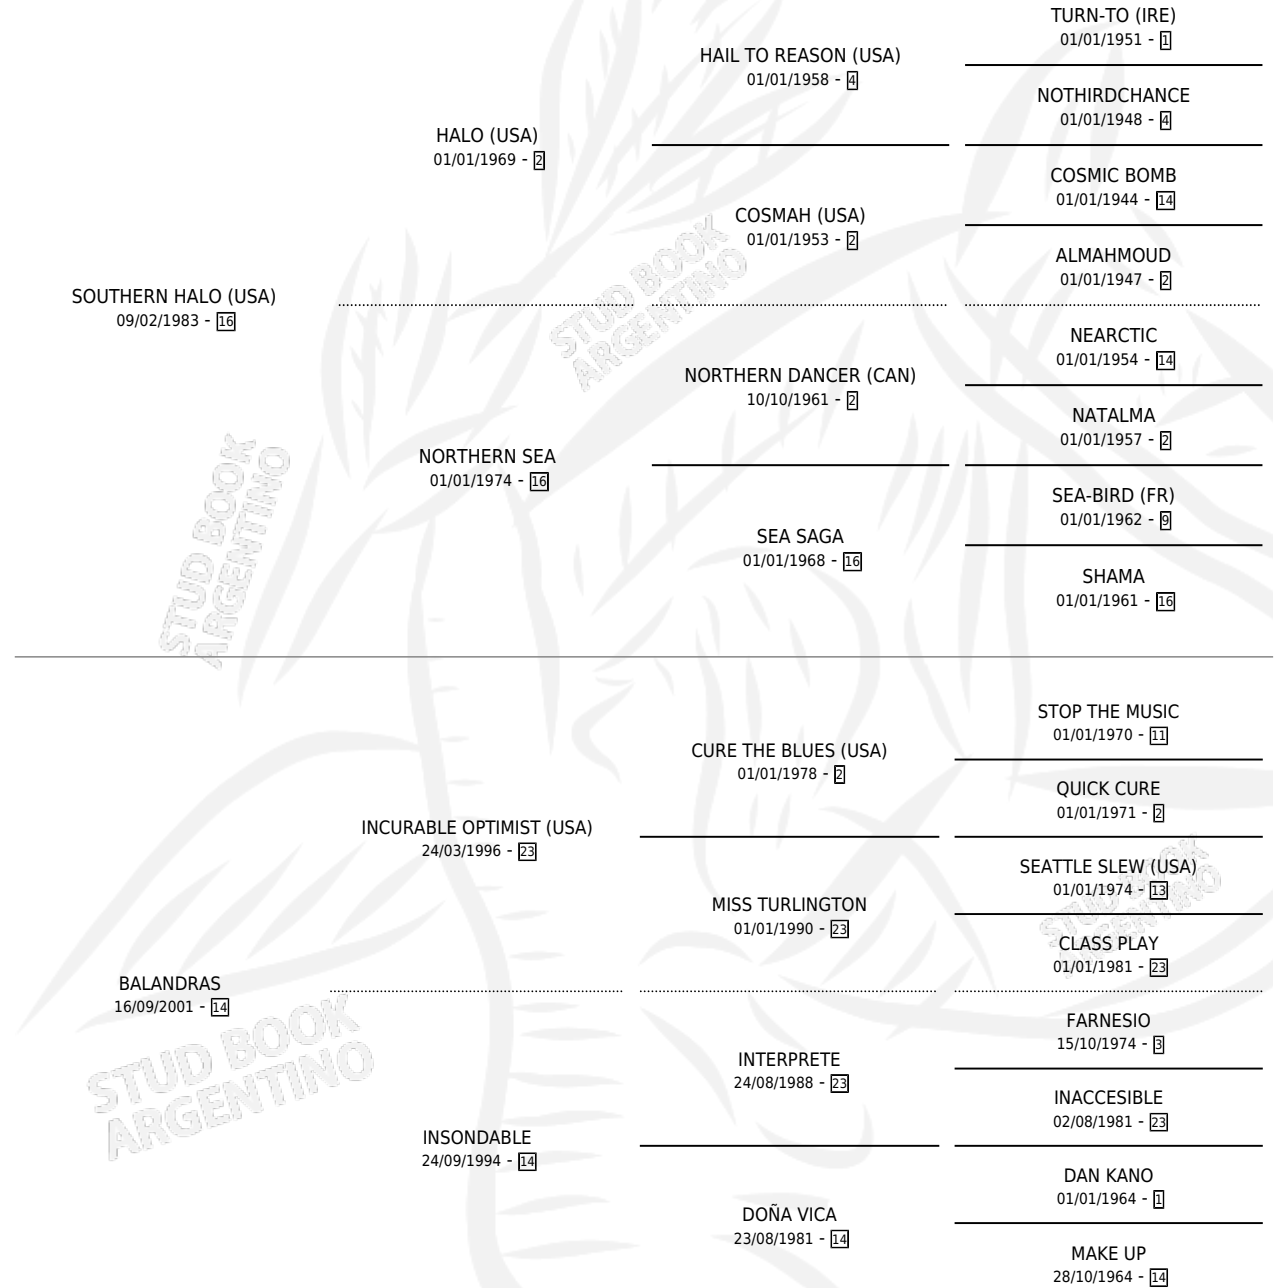 TURN-TO (IRE)
01/01/1951 - 1
HAIL TO REASON (USA)
01/01/1958 - 4
NOTHIRDCHANCE
01/01/1948 - 4
HALO (USA)
01/01/1969 - 2
COSMIC BOMB
01/01/1944 - 14
COSMAH (USA)
01/01/1953 - 2
ALMAHMOUD
01/01/1947 - 2
SOUTHERN HALO (USA)
09/02/1983 - 16
STUD BOOK
ARGENTINO
NEARCTIC
01/01/1954 - 14
NORTHERN DANCER (CAN)
10/10/1961 - 2
NATALMA
01/01/1957 - 2
NORTHERN SEA
01/01/1974 - 16
SEA-BIRD (FR)
01/01/1962 - 9
SEA SAGA
01/01/1968 - 16
SHAMA
01/01/1961 - 16
STUD BOOK
ARGENTINO
STOP THE MUSIC
01/01/1970 - 11
CURE THE BLUES (USA)
01/01/1978 - 2
QUICK CURE
01/01/1971 - 2
INCURABLE OPTIMIST (USA)
24/03/1996 - 23
SEATTLE SLEW (USA)
01/01/1974 - 13
MISS TURLINGTON
01/01/1990 - 23
CLASS PLAY
01/01/1981 - 23
STUD BOOK
ARGENTINO
BALANDRAS
16/09/2001 - 14
FARNESIO
15/10/1974 - 3
INTERPRETE
24/08/1988 - 23
INACCESIBLE
02/08/1981 - 23
STUD BOOK
ARGENTINO
INSONDABLE
24/09/1994 - 14
DAN KANO
01/01/1964 - 1
DOÑA VICA
23/08/1981 - 14
MAKE UP
28/10/1964 - 14